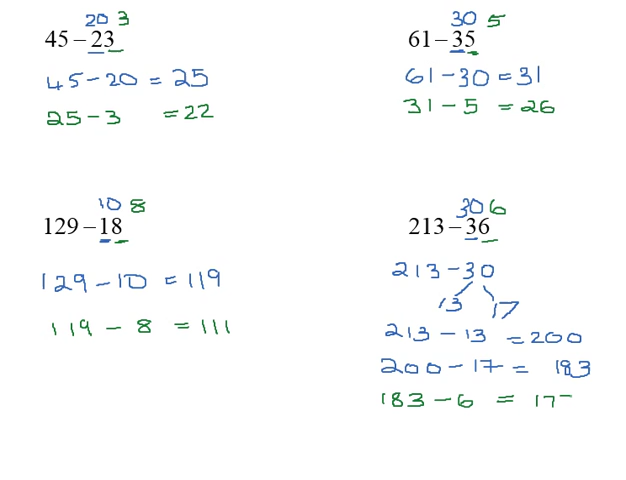 20 3
45 – 23
45 – 20 = 25
25 – 3 = 22
30 5
61 – 35
61 – 30 = 31
31 – 5 = 26
10 8
129 – 18
129 – 10 = 119
119 – 8 = 111
30 6
213 – 36
213 – 30
13 17
213 – 13 = 200
200 – 17 = 183
183 – 6 = 17